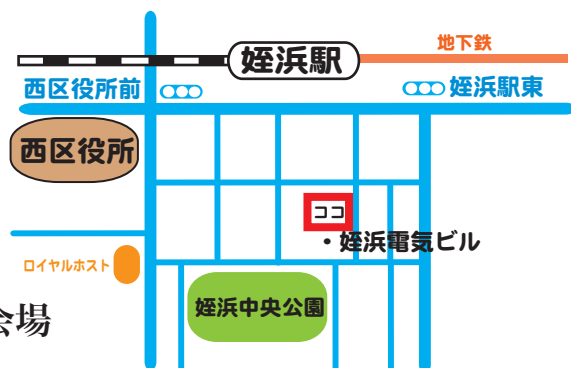 地下鉄
姪浜駅
西区役所前
姪浜駅東
西区役所
ココ
・姪浜電気ビル
ロイヤルホスト
姪浜中央公園
会場